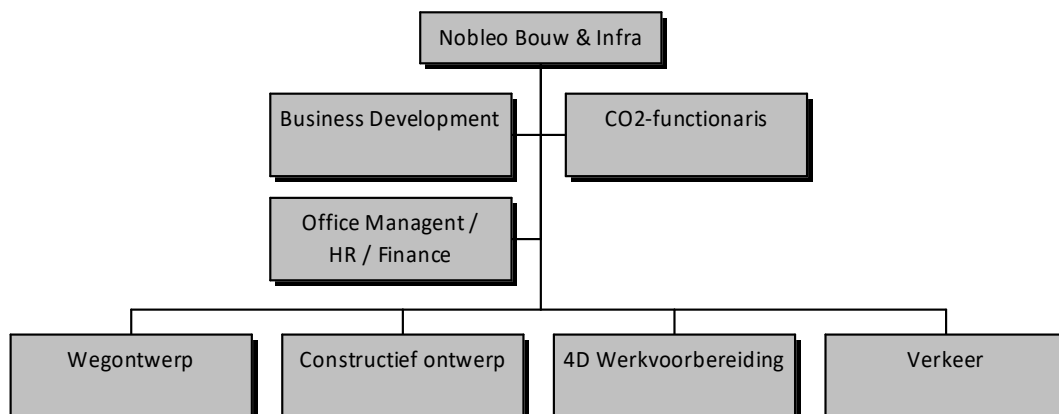 Nobleo Bouw & Infra
Business Development
CO2-functionaris
Office Managent /
HR / Finance
Wegontwerp
Constructief ontwerp
4D Werkvoorbereiding
Verkeer